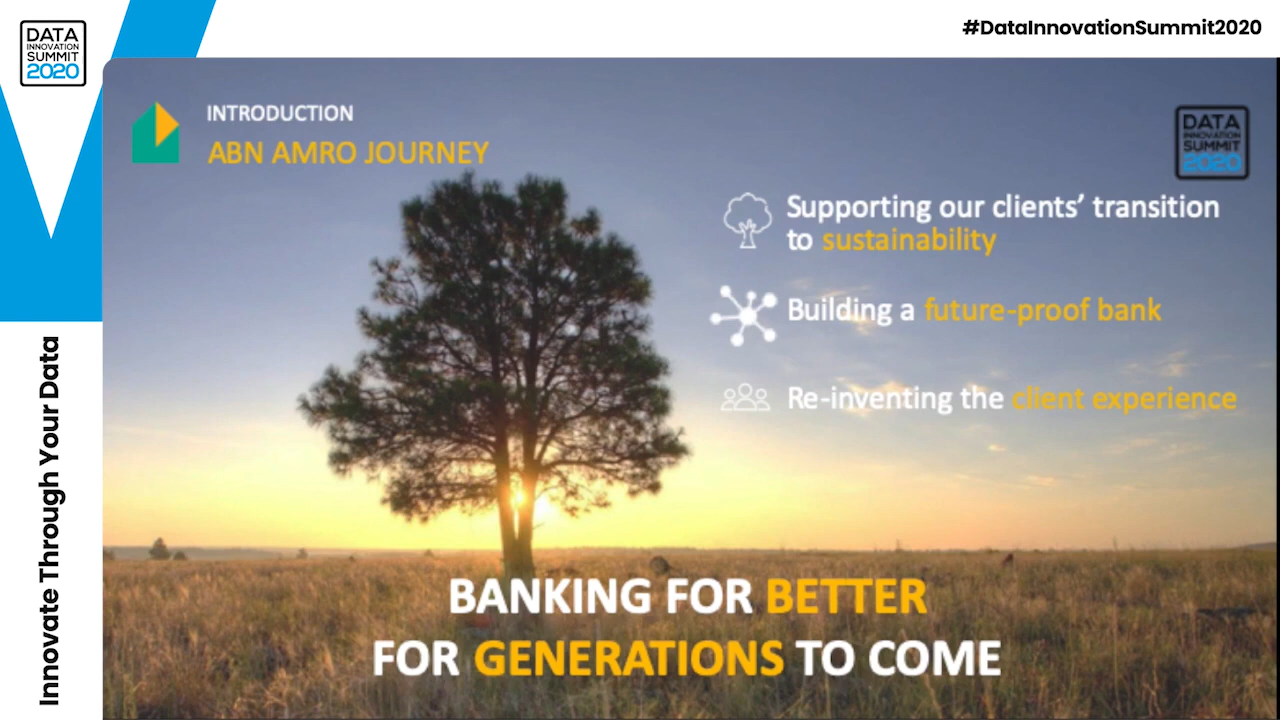 DATA
INNOVATION
SUMMIT
2020
#DataInnovationSummit2020
Innovate Through Your Data
INTRODUCTION
ABN AMRO JOURNEY
DATA
INNOVATION
SUMMIT
2020
Supporting our clients’ transition
to sustainability
Building a future-proof bank
Re-inventing the client experience
BANKING FOR BETTER
FOR GENERATIONS TO COME